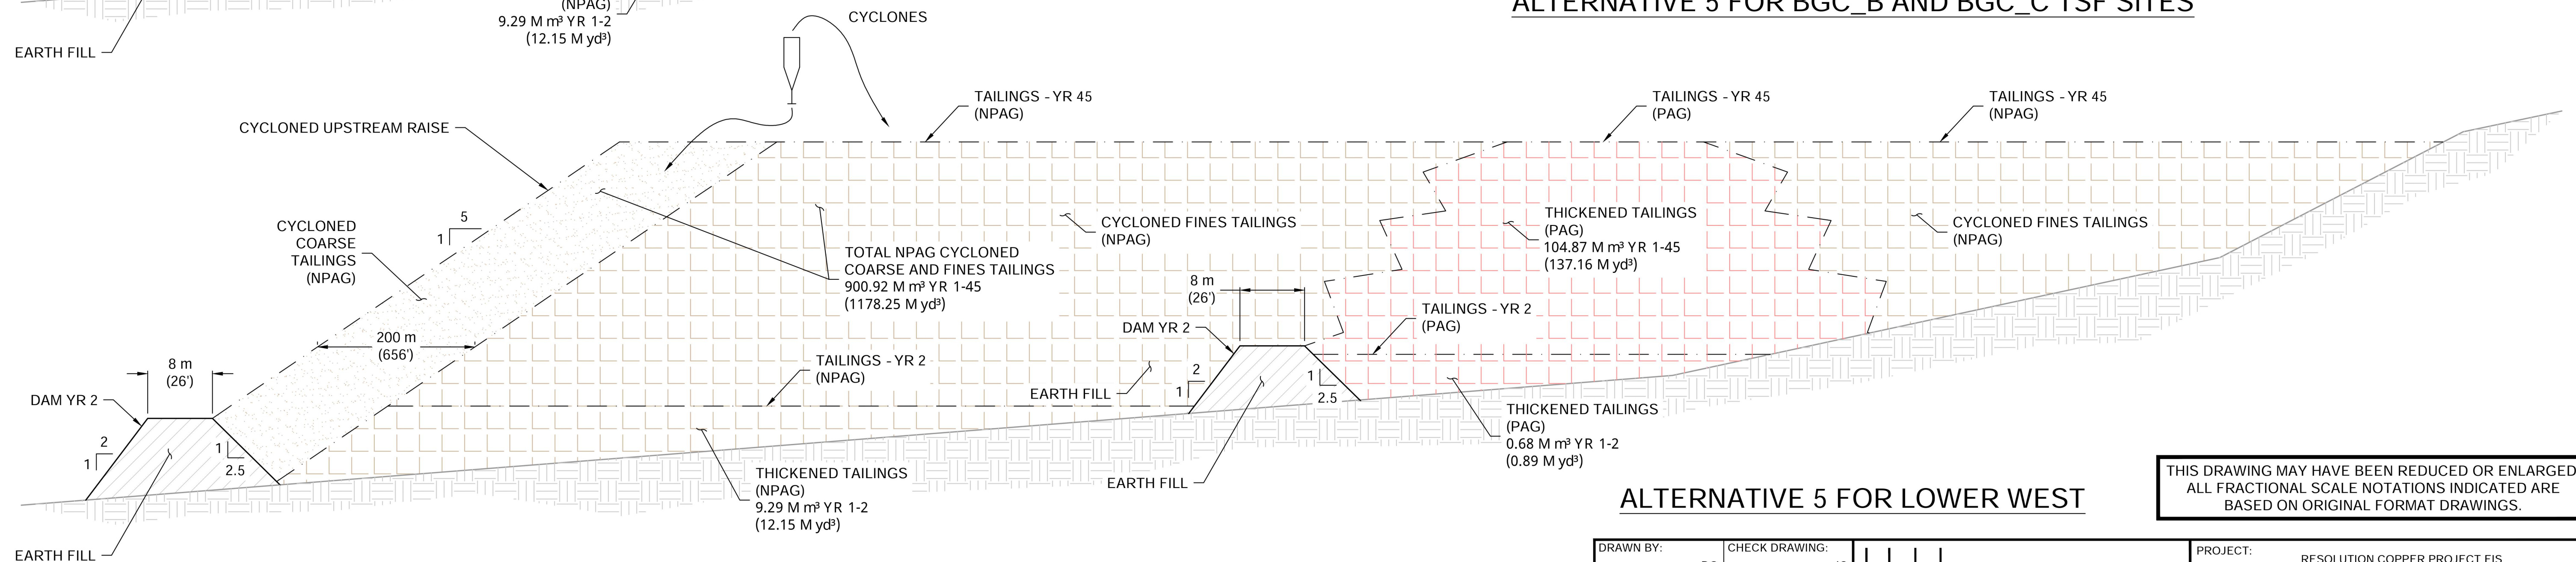 (NPAG)
9.29 M m³ YR 1-2
(12.15 M yd³)
EARTH FILL
ALTERNATIVE 5 FOR BGC_B AND BGC_C TSF SITES
CYCLONES
TAILINGS - YR 45
(NPAG)
TAILINGS - YR 45
(PAG)
TAILINGS - YR 45
(NPAG)
CYCLONED UPSTREAM RAISE
5
1
CYCLONED
COARSE
TAILINGS
(NPAG)
CYCLONED FINES TAILINGS
(NPAG)
THICKENED TAILINGS
(PAG)
104.87 M m³ YR 1-45
(137.16 M yd³)
CYCLONED FINES TAILINGS
(NPAG)
TOTAL NPAG CYCLONED
COARSE AND FINES TAILINGS
900.92 M m³ YR 1-45
(1178.25 M yd³)
8 m
(26')
DAM YR 2
TAILINGS - YR 2
(PAG)
200 m
(656')
8 m
(26')
TAILINGS - YR 2
(NPAG)
EARTH FILL
2
1
1
2.5
DAM YR 2
2
1
1
2.5
THICKENED TAILINGS
(PAG)
0.68 M m³ YR 1-2
(0.89 M yd³)
THICKENED TAILINGS
(NPAG)
9.29 M m³ YR 1-2
(12.15 M yd³)
EARTH FILL
EARTH FILL
ALTERNATIVE 5 FOR LOWER WEST
THIS DRAWING MAY HAVE BEEN REDUCED OR ENLARGED
ALL FRACTIONAL SCALE NOTATIONS INDICATED ARE
BASED ON ORIGINAL FORMAT DRAWINGS.
DRAWN BY:
CHECK DRAWING:
PROJECT:
RESOLUTION COPPER PROJECT EIS